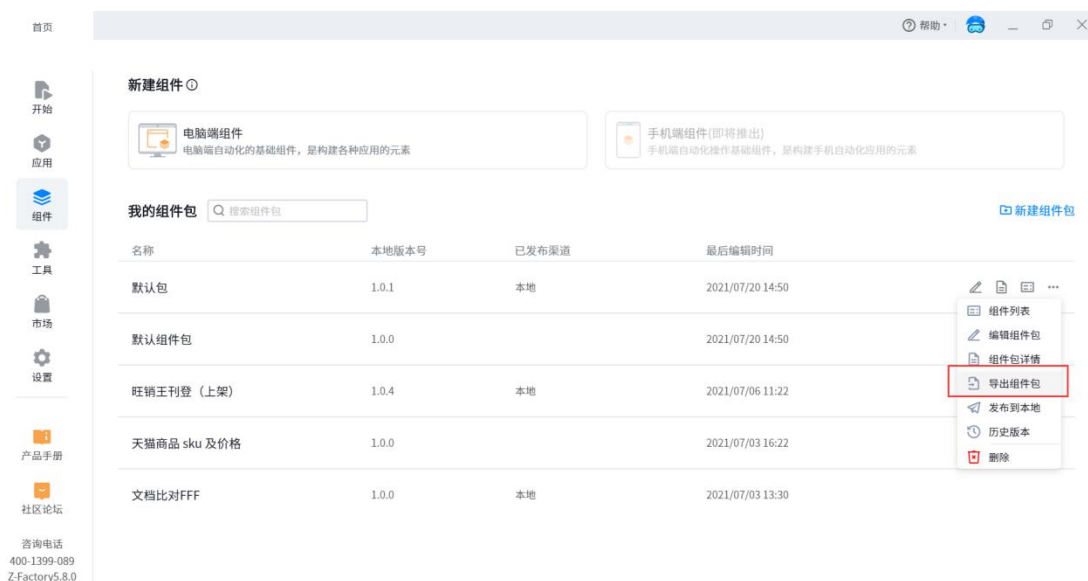 首页
帮助
开始
应用
组件
工具
市场
设置
产品手册
社区论坛
咨询电话
400-1399-089
Z-Factory5.8.0
新建组件
电脑端组件
电脑端自动化的基础组件，是构建各种应用的元素
手机端组件(即将推出)
手机端自动化操作基础组件，是构建手机自动化应用的元素
我的组件包 搜索组件包 新建组件包
名称 本地版本号 已发布渠道 最后编辑时间
默认包 1.0.1 本地 2021/07/20 14:50
默认组件包 1.0.0 2021/07/20 14:50
旺销王刊登（上架） 1.0.4 本地 2021/07/06 11:22
天猫商品 sku 及价格 1.0.0 2021/07/03 16:22
文档比对FFF 1.0.0 本地 2021/07/03 13:30
组件列表
编辑组件包
组件包详情
导出组件包
发布到本地
历史版本
删除